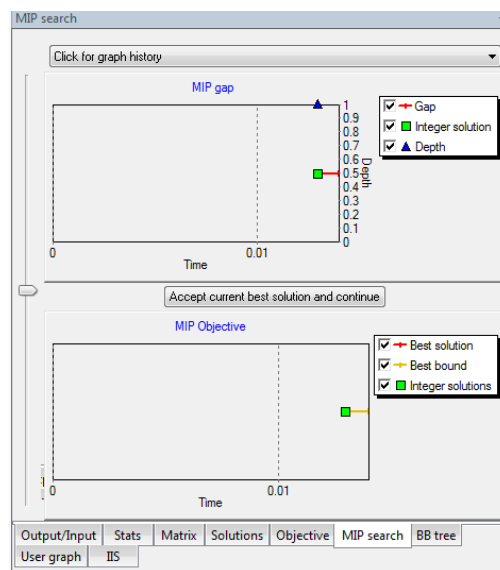 MIP search
Click for graph history
MIP gap
1
0.9
0.8
0.7
0.6
0.5
0.4
0.3
0.2
0.1
0
Depth
0 0.01
Time
Gap
Integer solution
Depth
Accept current best solution and continue
MIP Objective
Best solution
Best bound
Integer solutions
0 0.01
Time
Output/Input Stats Matrix Solutions Objective MIP search BB tree
User graph IIS